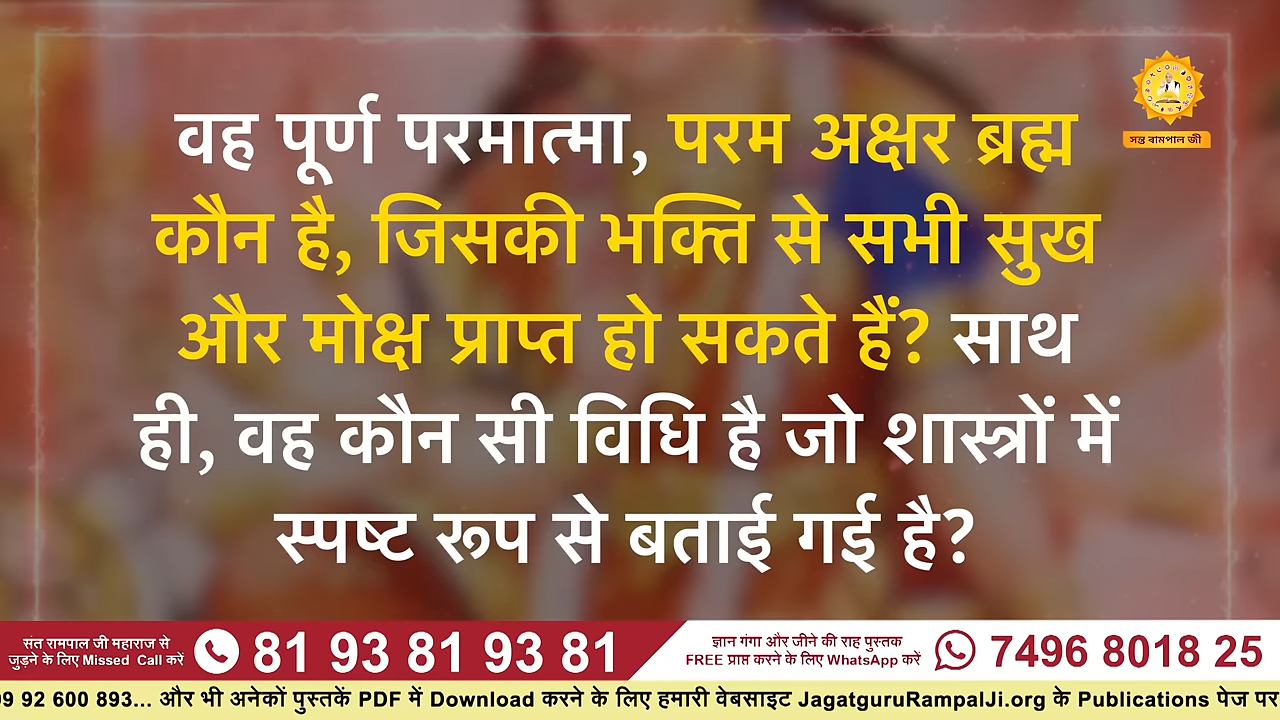 वह पूर्ण परमात्मा, परम अक्षर ब्रह्म
कौन है, जिसकी भक्ति से सभी सुख
और मोक्ष प्राप्त हो सकते हैं? साथ
ही, वह कौन सी विधि है जो शास्त्रों में
स्पष्ट रूप से बताई गई है?
सन्त ৰামপাল জী
संत रामपाल जी महाराज से
जुड़ने के लिए Missed Call करें
81 93 81 93 81
ज्ञान गंगा और जीने की राह पुस्तक
FREE प्राप्त करने के लिए WhatsApp करें
7496 8018 25
99 92 600 893... और भी अनेकों पुस्तकें PDF में Download करने के लिए हमारी वेबसाइट JagatguruRampalJi.org के Publications पेज पर